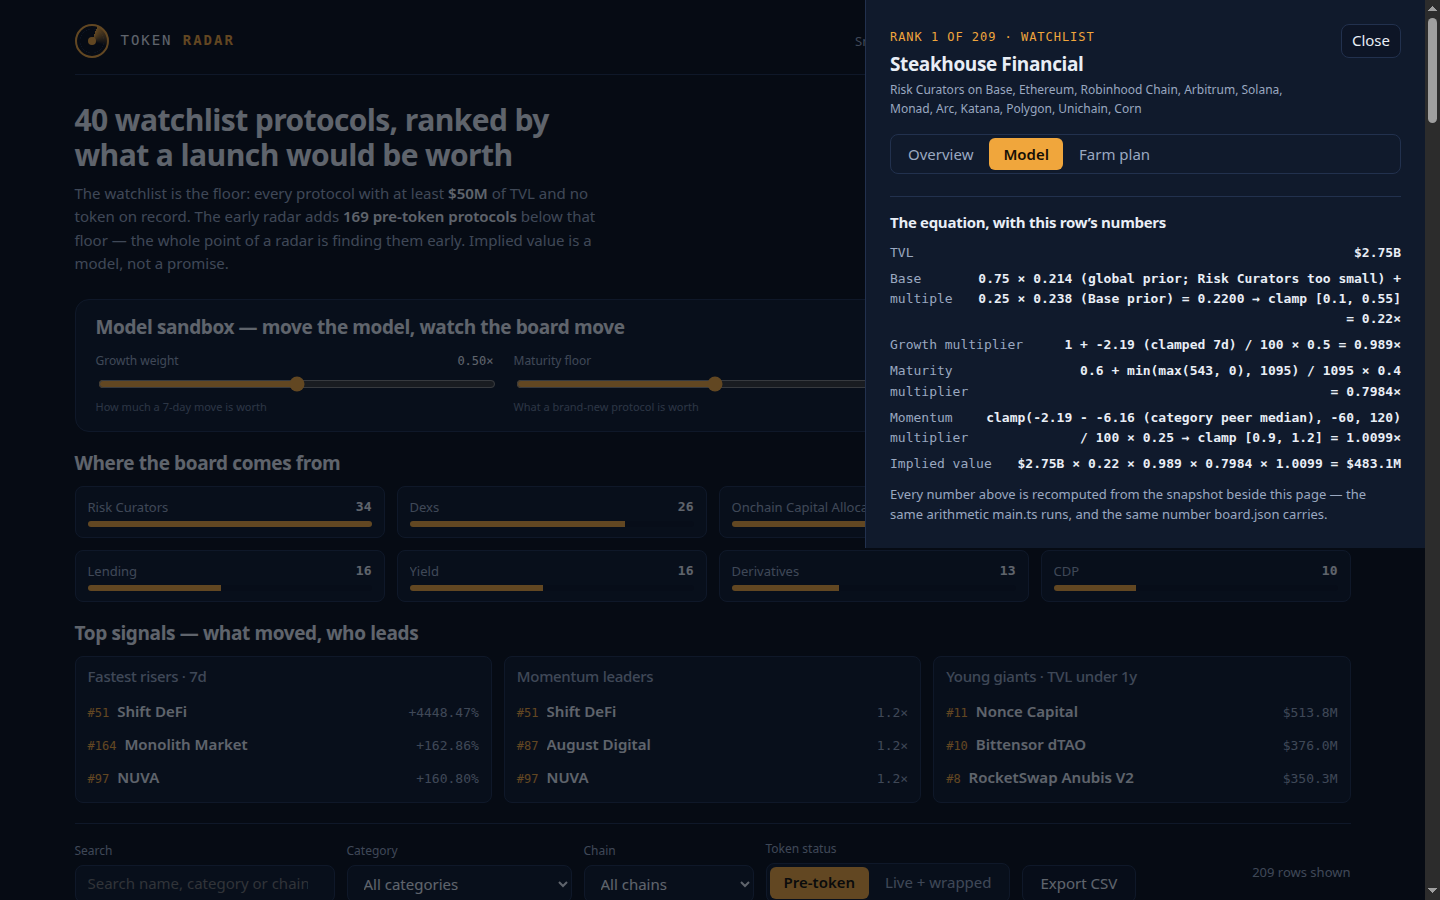 TOKEN RADAR
40 watchlist protocols, ranked by
what a launch would be worth
The watchlist is the floor: every protocol with at least $50M of TVL and no
token on record. The early radar adds 169 pre-token protocols below that
floor — the whole point of a radar is finding them early. Implied value is a
model, not a promise.
Model sandbox — move the model, watch the board move
Growth weight 0.50×
How much a 7-day move is worth
Maturity floor
What a brand-new protocol is worth
Where the board comes from
Risk Curators 34
Dexs 26
Onchain Capital Alloca
Lending 16
Yield 16
Derivatives 13
CDP 10
Top signals — what moved, who leads
Fastest risers · 7d
#51 Shift DeFi +4448.47%
#164 Monolith Market +162.86%
#97 NUVA +160.80%
Momentum leaders
#51 Shift DeFi 1.2×
#87 August Digital 1.2×
#97 NUVA 1.2×
Young giants · TVL under 1y
#11 Nonce Capital $513.8M
#10 Bittensor dTAO $376.0M
#8 RocketSwap Anubis V2 $350.3M
Search
Search name, category or chain
Category
All categories
Chain
All chains
Token status
Pre-token Live + wrapped
Export CSV
209 rows shown
RANK 1 OF 209 · WATCHLIST
Close
Steakhouse Financial
Risk Curators on Base, Ethereum, Robinhood Chain, Arbitrum, Solana,
Monad, Arc, Katana, Polygon, Unichain, Corn
Overview Model Farm plan
The equation, with this row’s numbers
TVL $2.75B
Base multiple 0.75 × 0.214 (global prior; Risk Curators too small) +
0.25 × 0.238 (Base prior) = 0.2200 → clamp [0.1, 0.55]
= 0.22×
Growth multiplier 1 + -2.19 (clamped 7d) / 100 × 0.5 = 0.989×
Maturity multiplier 0.6 + min(max(543, 0), 1095) / 1095 × 0.4
= 0.7984×
Momentum multiplier clamp(-2.19 - -6.16 (category peer median), -60, 120)
/ 100 × 0.25 → clamp [0.9, 1.2] = 1.0099×
Implied value $2.75B × 0.22 × 0.989 × 0.7984 × 1.0099 = $483.1M
Every number above is recomputed from the snapshot beside this page — the
same arithmetic main.ts runs, and the same number board.json carries.